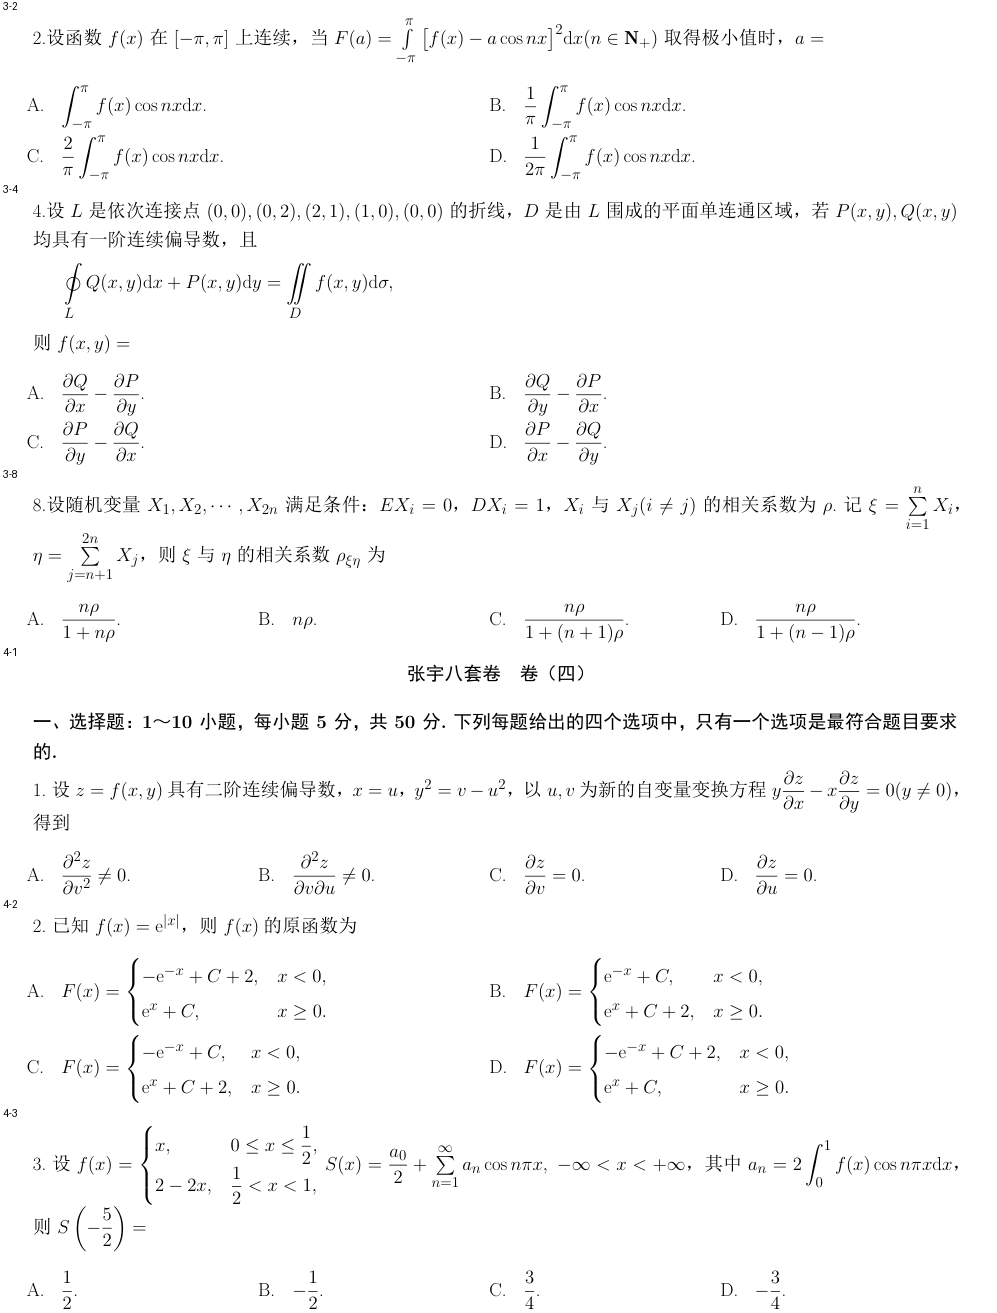 3-2
2.设函数 f(x) 在 [−π, π] 上连续，当 F(a) = ∫_{−π}^{π} [f(x) − a cos nx]² dx(n ∈ N₊) 取得极小值时，a =
A. ∫_{−π}^{π} f(x) cos nxdx. B. 1/π ∫_{−π}^{π} f(x) cos nxdx.
C. 2/π ∫_{−π}^{π} f(x) cos nxdx. D. 1/2π ∫_{−π}^{π} f(x) cos nxdx.
3-4
4.设 L 是依次连接点 (0, 0), (0, 2), (2, 1), (1, 0), (0, 0) 的折线，D 是由 L 围成的平面单连通区域，若 P(x, y), Q(x, y)
均具有一阶连续偏导数，且
∮_L Q(x, y)dx + P(x, y)dy = ∬_D f(x, y)dσ,
则 f(x, y) =
A. ∂Q/∂x − ∂P/∂y. B. ∂Q/∂y − ∂P/∂x.
C. ∂P/∂y − ∂Q/∂x. D. ∂P/∂x − ∂Q/∂y.
3-8
8.设随机变量 X₁, X₂, ⋯ , X₂ₙ 满足条件：EXᵢ = 0，DXᵢ = 1，Xᵢ 与 Xⱼ(i ≠ j) 的相关系数为 ρ. 记 ξ = ∑_{i=1}^{n} Xᵢ，
η = ∑_{j=n+1}^{2n} Xⱼ，则 ξ 与 η 的相关系数 ρ_{ξη} 为
A. nρ/(1 + nρ). B. nρ. C. nρ/(1 + (n + 1)ρ). D. nρ/(1 + (n − 1)ρ).
4-1
张宇八套卷 卷（四）
一、选择题：1～10 小题，每小题 5 分，共 50 分. 下列每题给出的四个选项中，只有一个选项是最符合题目要求
的.
1. 设 z = f(x, y) 具有二阶连续偏导数，x = u，y² = v − u²，以 u, v 为新的自变量变换方程 y ∂z/∂x − x ∂z/∂y = 0(y ≠ 0)，
得到
A. ∂²z/∂v² ≠ 0. B. ∂²z/∂v∂u ≠ 0. C. ∂z/∂v = 0. D. ∂z/∂u = 0.
4-2
2. 已知 f(x) = e^{|x|}，则 f(x) 的原函数为
A. F(x) = { −e^{−x} + C + 2, x < 0, e^x + C, x ≥ 0. B. F(x) = { e^{−x} + C, x < 0, e^x + C + 2, x ≥ 0.
C. F(x) = { −e^{−x} + C, x < 0, e^x + C + 2, x ≥ 0. D. F(x) = { −e^{−x} + C + 2, x < 0, e^x + C, x ≥ 0.
4-3
3. 设 f(x) = { x, 0 ≤ x ≤ 1/2, 2 − 2x, 1/2 < x < 1, S(x) = a₀/2 + ∑_{n=1}^{∞} aₙ cos nπx, −∞ < x < +∞，其中 aₙ = 2 ∫_0^1 f(x) cos nπxdx，
则 S(−5/2) =
A. 1/2. B. −1/2. C. 3/4. D. −3/4.